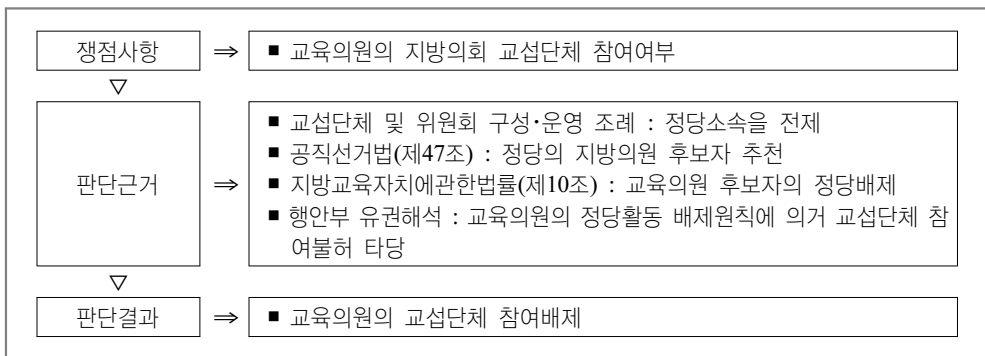 쟁점사항 ⇒ ▪ 교육의원의 지방의회 교섭단체 참여여부
▽
▪ 교섭단체 및 위원회 구성·운영 조례 : 정당소속을 전제
▪ 공직선거법(제47조) : 정당의 지방의원 후보자 추천
판단근거 ⇒ ▪ 지방교육자치에관한법률(제10조) : 교육의원 후보자의 정당배제
▪ 행안부 유권해석 : 교육의원의 정당활동 배제원칙에 의거 교섭단체 참
여불허 타당
▽
판단결과 ⇒ ▪ 교육의원의 교섭단체 참여배제